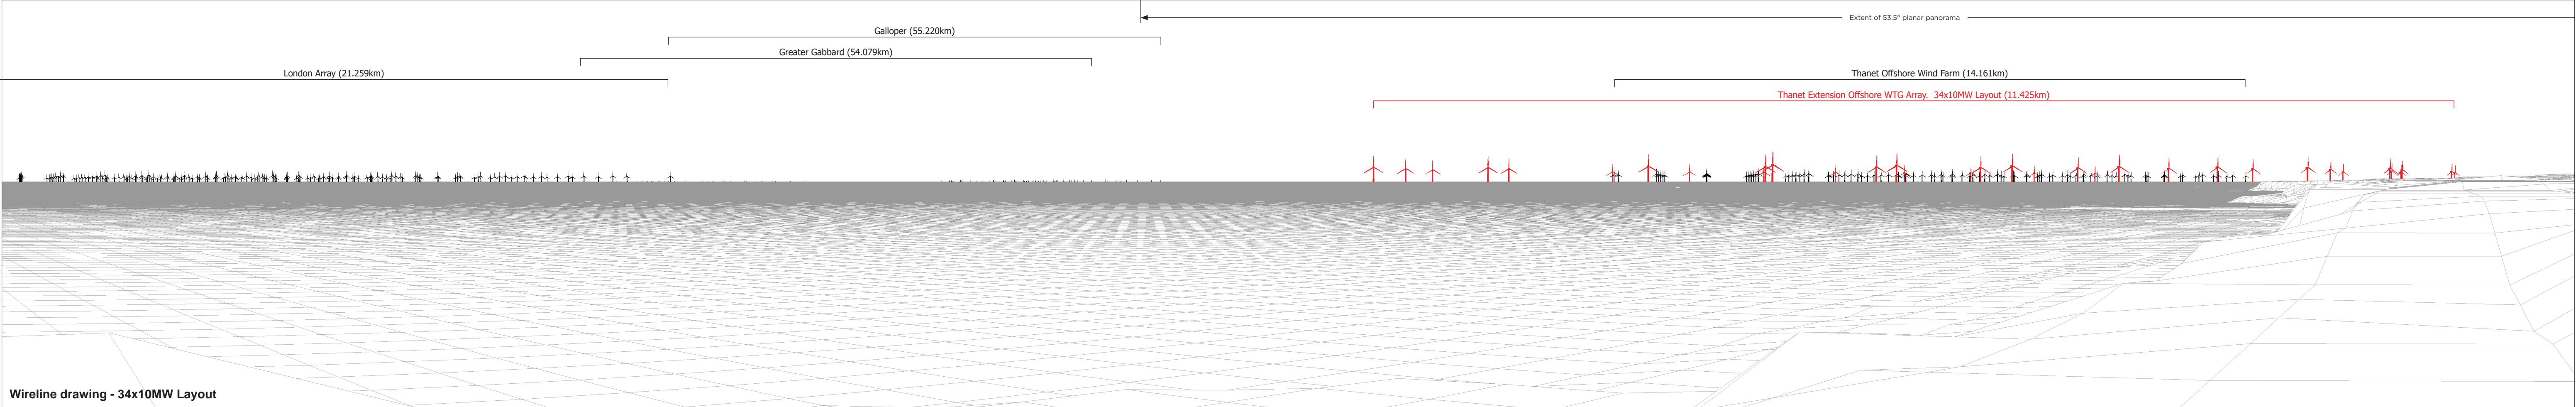 Extent of 53.5° planar panorama
Galloper (55.220km)
Greater Gabbard (54.079km)
London Array (21.259km)
Thanet Offshore Wind Farm (14.161km)
Thanet Extension Offshore WTG Array. 34x10MW Layout (11.425km)
Wireline drawing - 34x10MW Layout